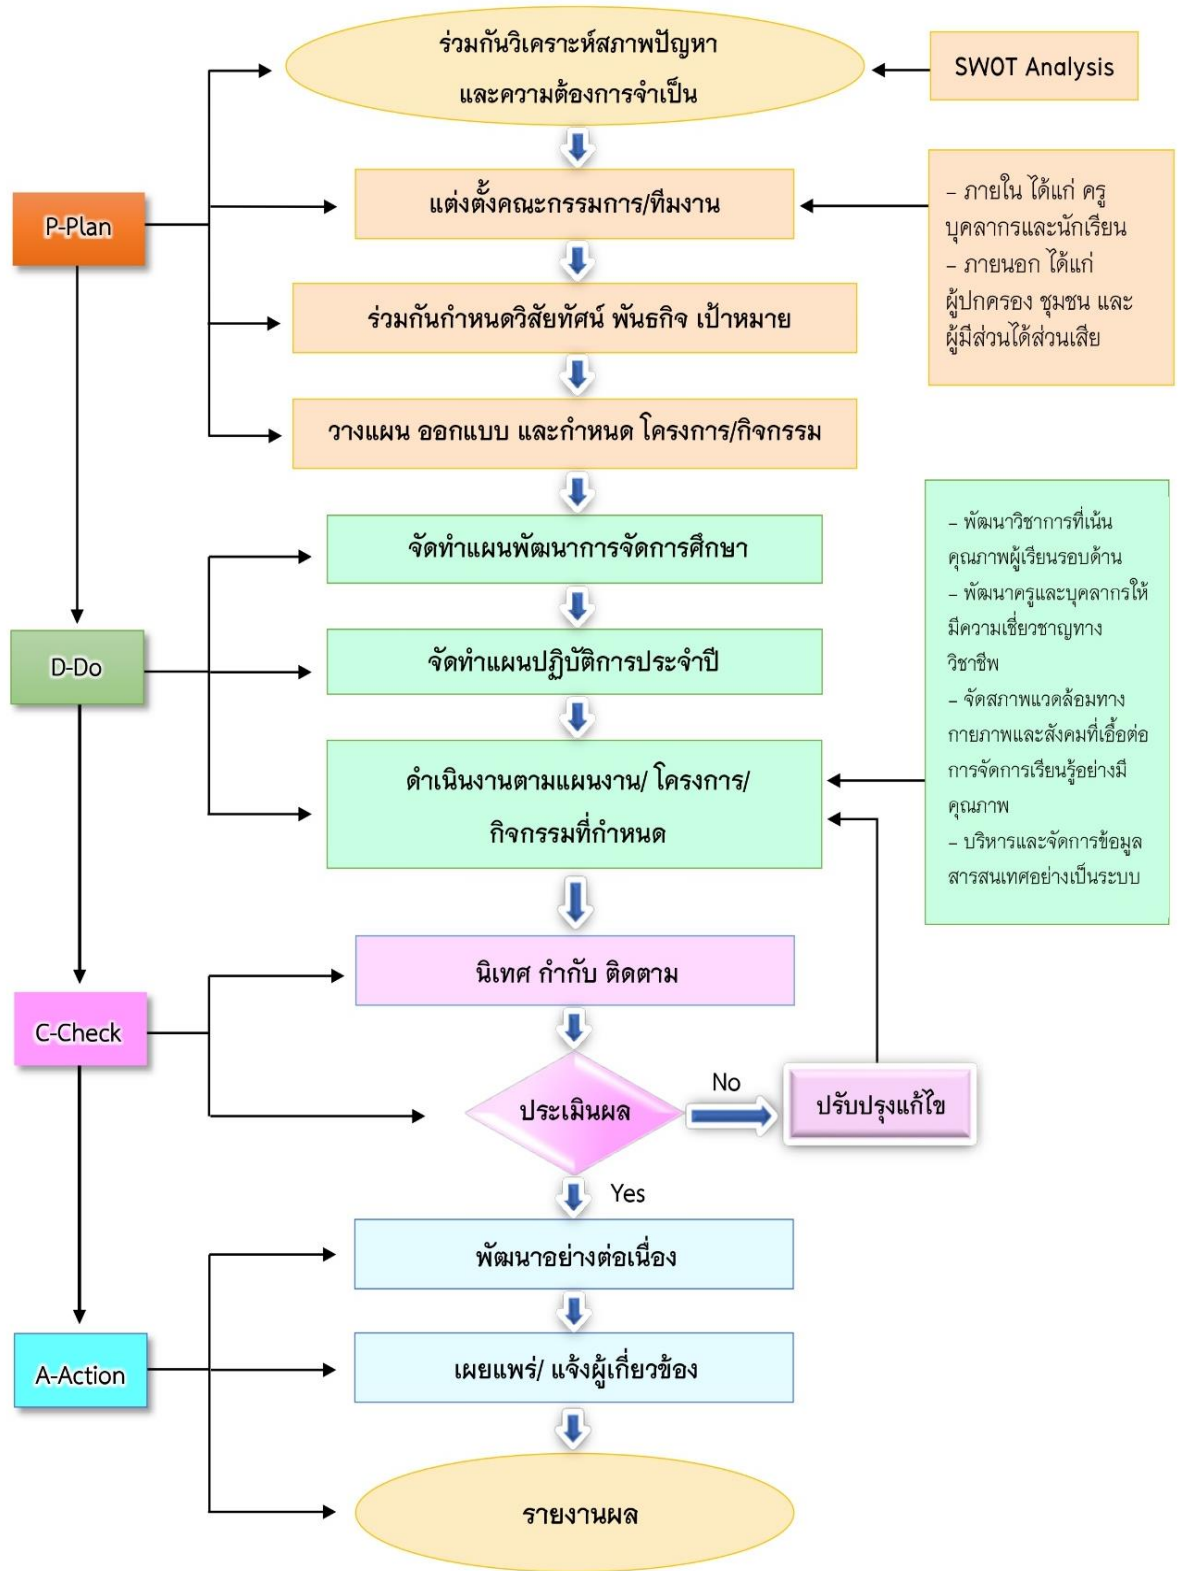 ร่วมกันวิเคราะห์สภาพปัญหา
และความต้องการจำเป็น
SWOT Analysis
P-Plan
แต่งตั้งคณะกรรมการ/ทีมงาน
– ภายใน ได้แก่ ครู
บุคลากรและนักเรียน
– ภายนอก ได้แก่
ผู้ปกครอง ชุมชน และ
ผู้มีส่วนได้ส่วนเสีย
ร่วมกันกำหนดวิสัยทัศน์ พันธกิจ เป้าหมาย
วางแผน ออกแบบ และกำหนด โครงการ/กิจกรรม
D-Do
จัดทำแผนพัฒนาการจัดการศึกษา
จัดทำแผนปฏิบัติการประจำปี
ดำเนินงานตามแผนงาน/ โครงการ/
กิจกรรมที่กำหนด
– พัฒนาวิชาการที่เน้น
คุณภาพผู้เรียนรอบด้าน
– พัฒนาครูและบุคลากรให้
มีความเชี่ยวชาญทาง
วิชาชีพ
– จัดสภาพแวดล้อมทาง
กายภาพและสังคมที่เอื้อต่อ
การจัดการเรียนรู้อย่างมี
คุณภาพ
– บริหารและจัดการข้อมูล
สารสนเทศอย่างเป็นระบบ
C-Check
นิเทศ กำกับ ติดตาม
ประเมินผล
No
ปรับปรุงแก้ไข
Yes
A-Action
พัฒนาอย่างต่อเนื่อง
เผยแพร่/ แจ้งผู้เกี่ยวข้อง
รายงานผล